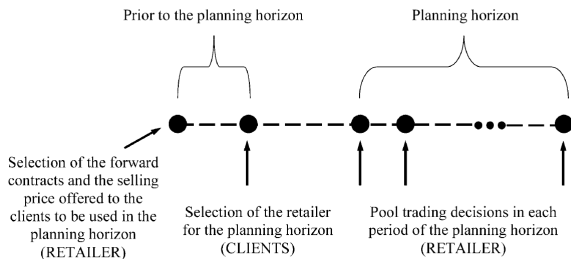 Prior to the planning horizon
Planning horizon
Selection of the forward
contracts and the selling
price offered to the
clients to be used in the
planning horizon
(RETAILER)
Selection of the retailer
for the planning horizon
(CLIENTS)
Pool trading decisions in each
period of the planning horizon
(RETAILER)